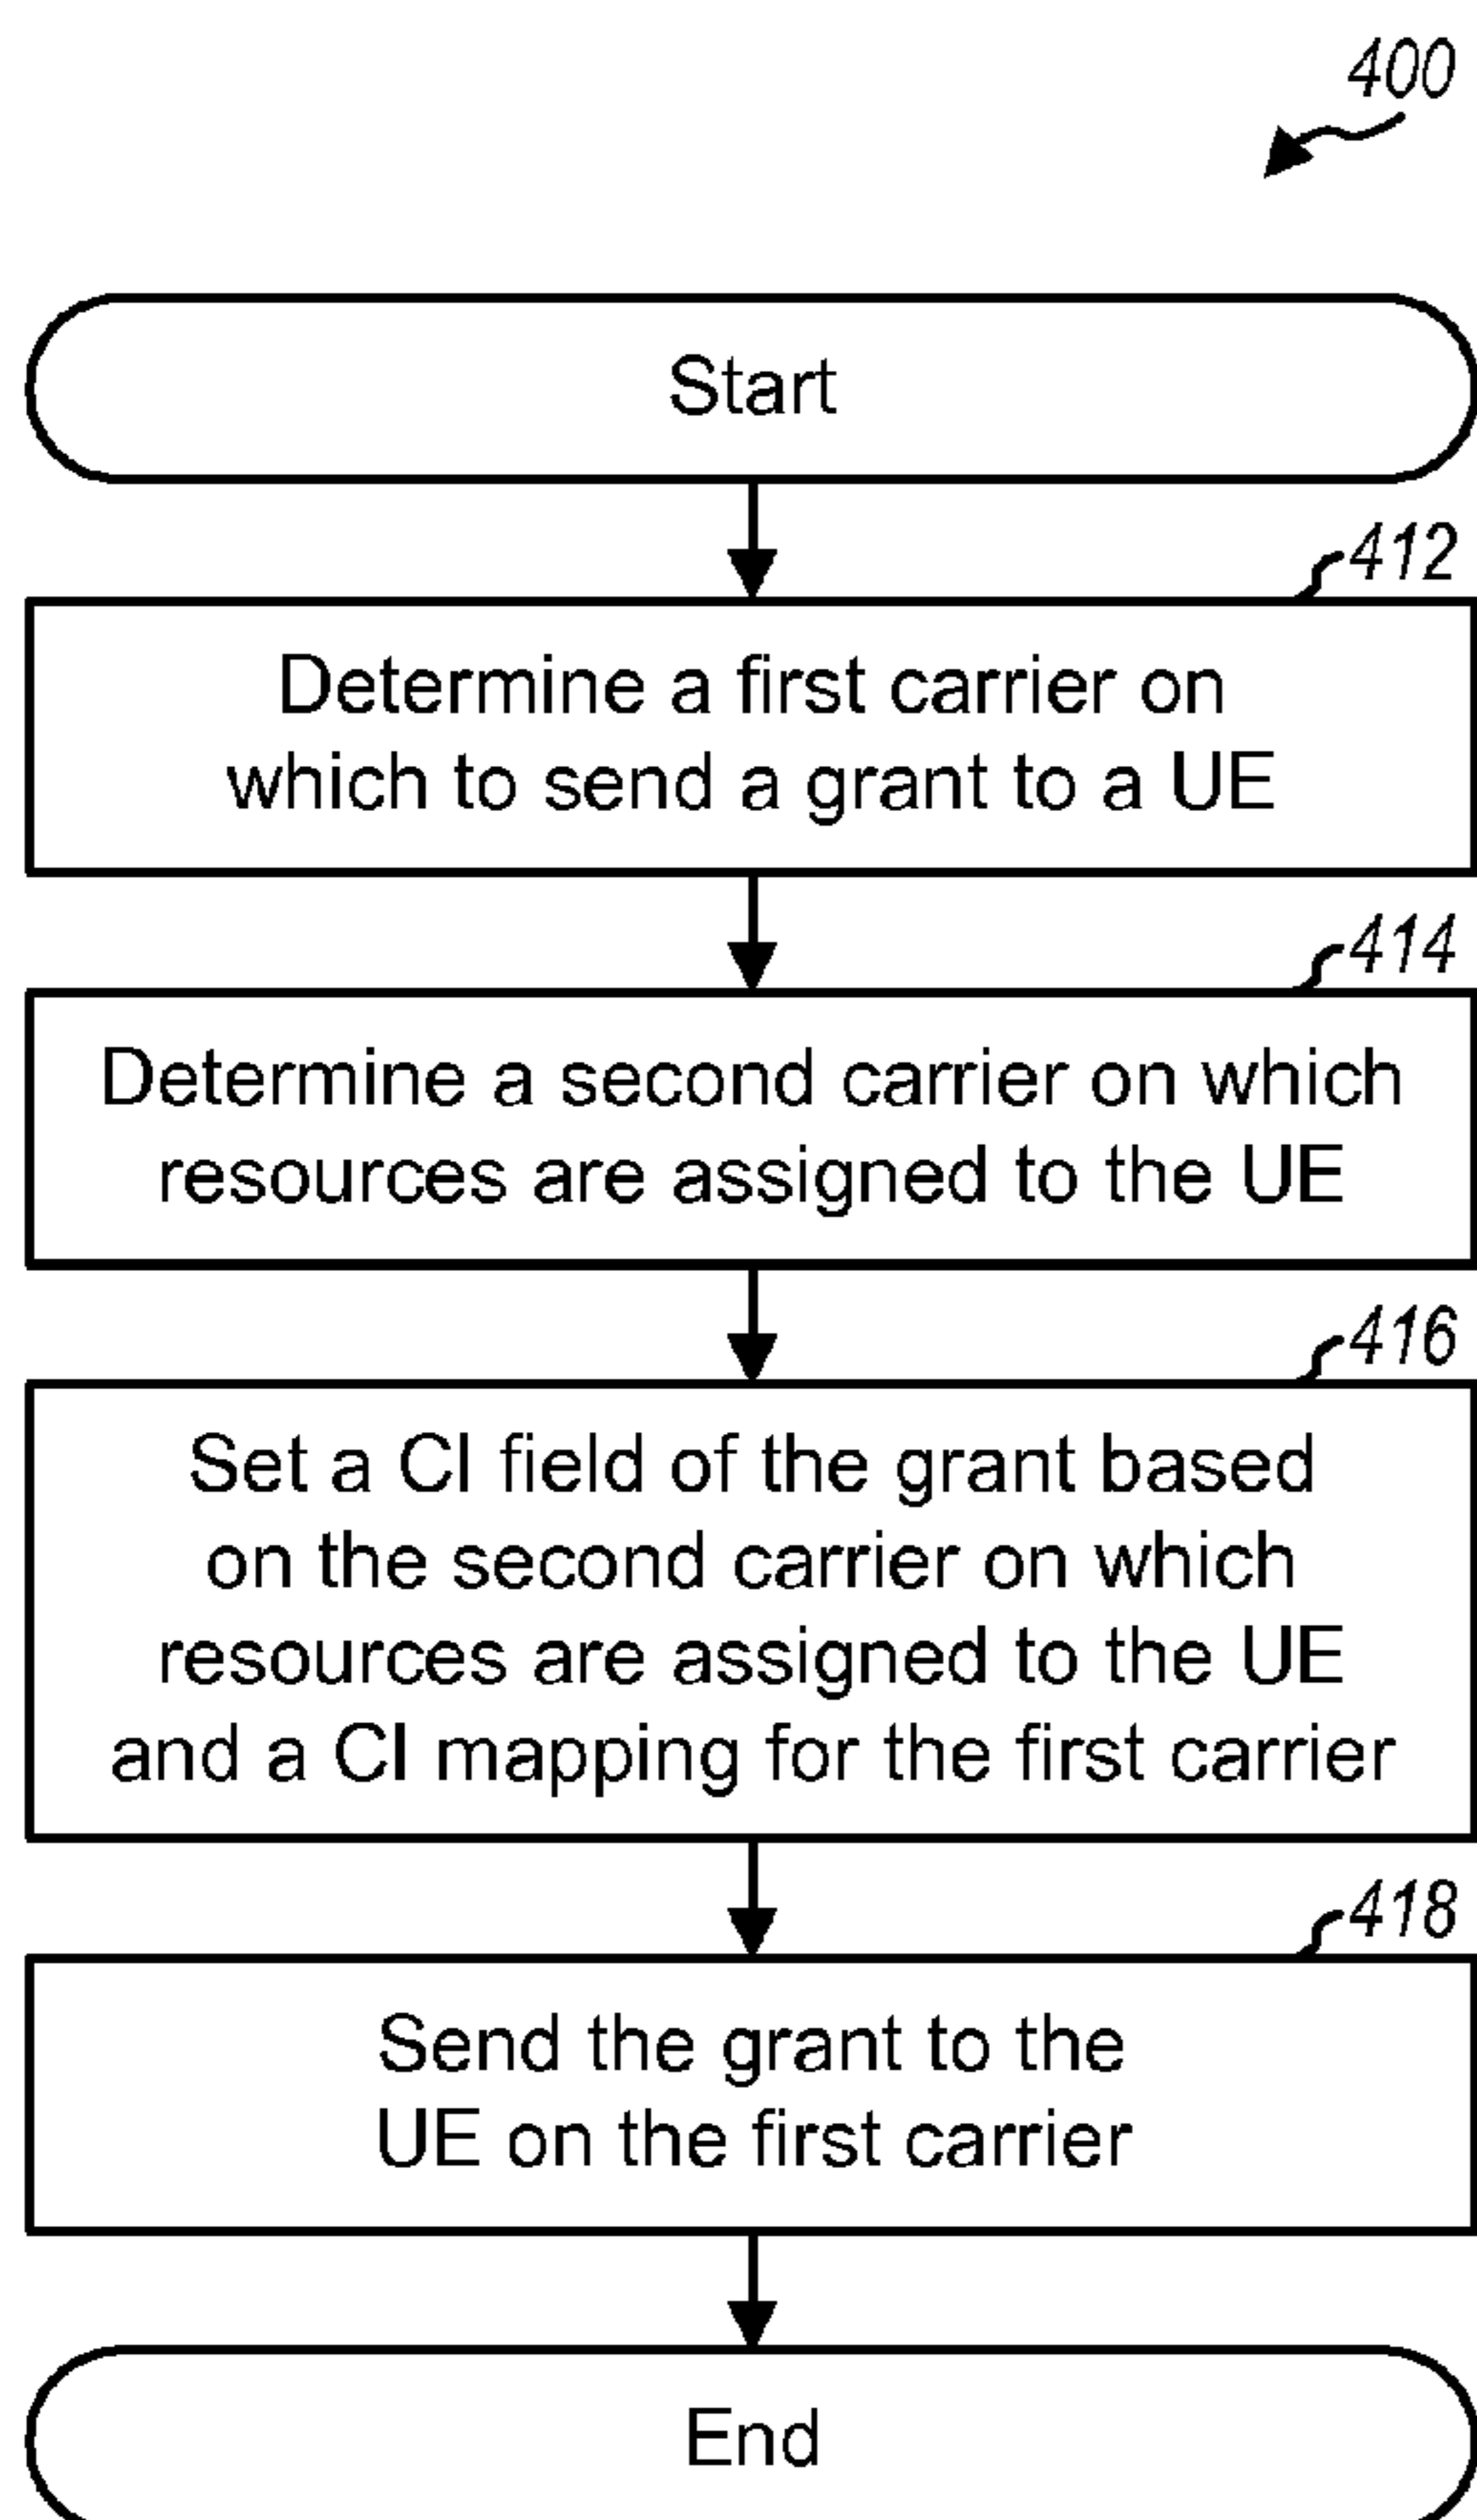 400
Start
412
Determine a first carrier on
which to send a grant to a UE
414
Determine a second carrier on which
resources are assigned to the UE
416
Set a CI field of the grant based
on the second carrier on which
resources are assigned to the UE
and a CI mapping for the first carrier
418
Send the grant to the
UE on the first carrier
End